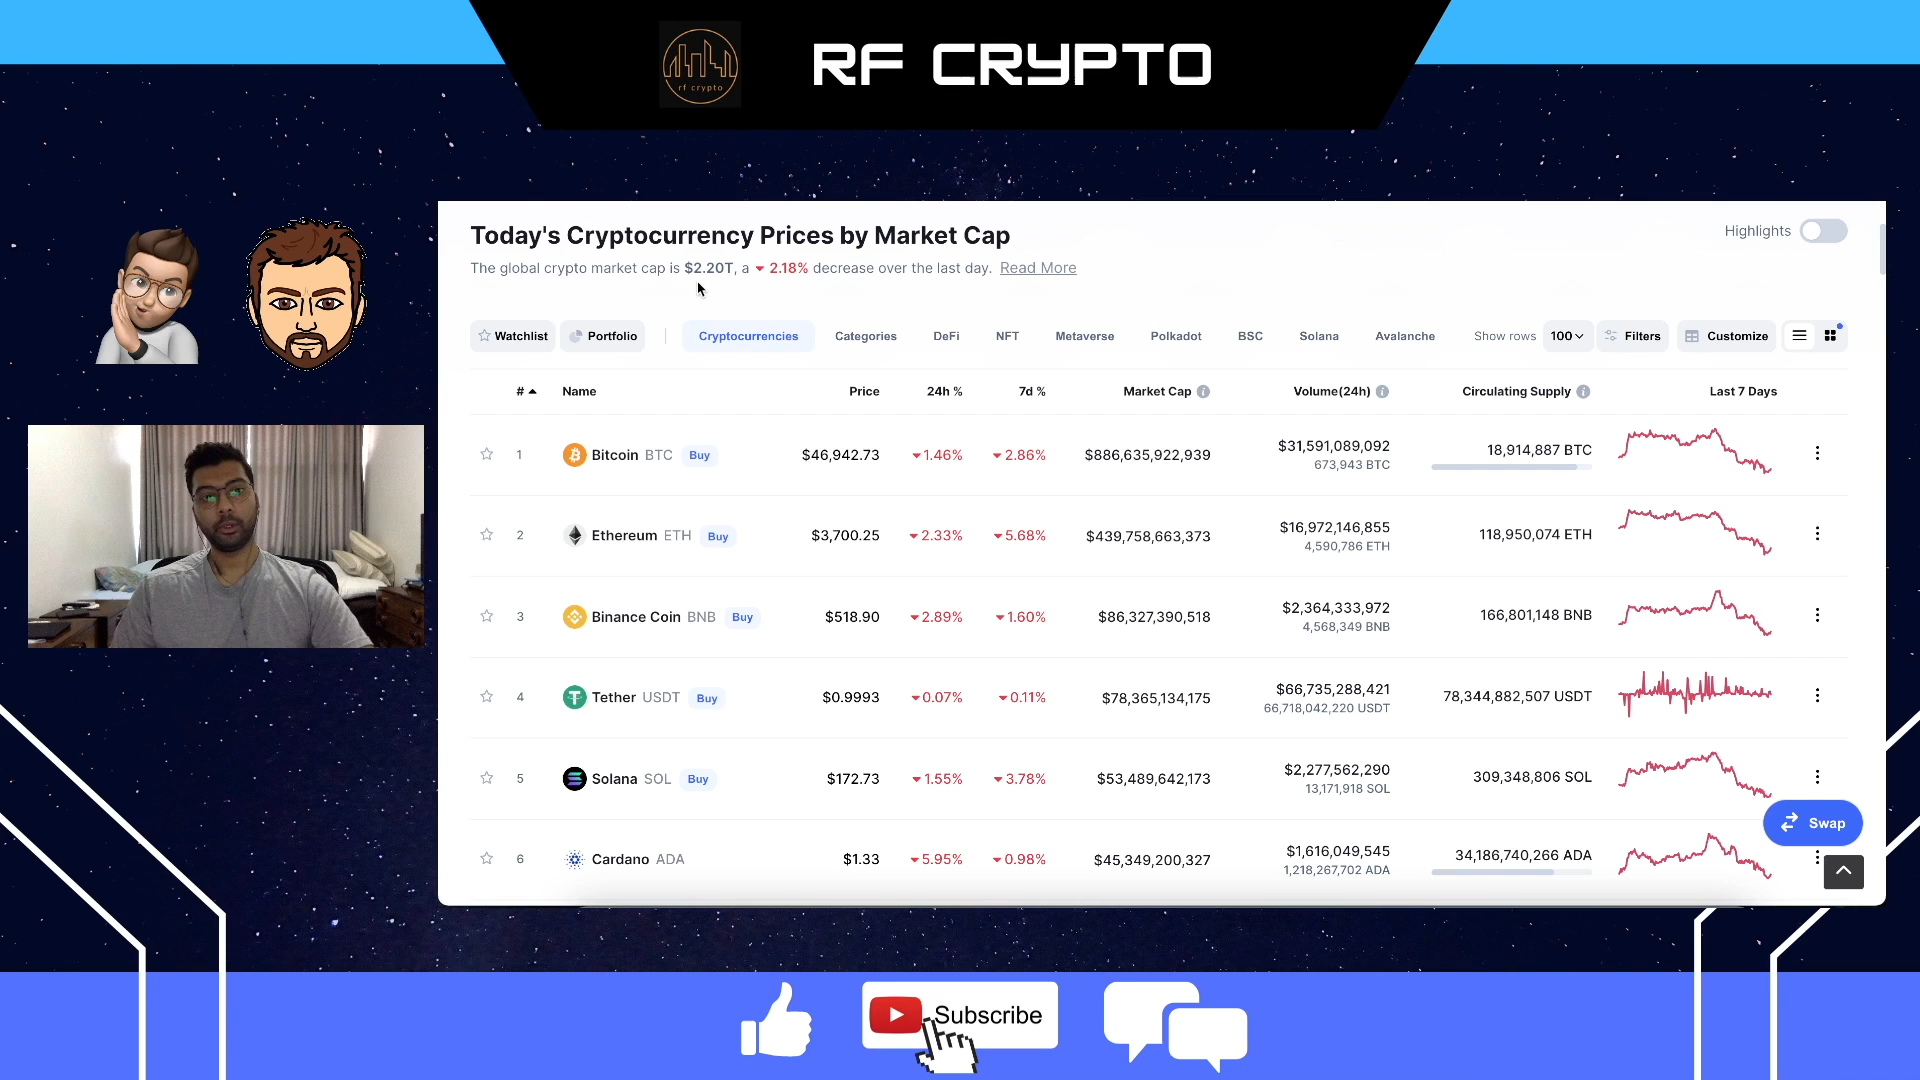 RF CRYPTO
rf crypto
Today's Cryptocurrency Prices by Market Cap
Highlights
The global crypto market cap is $2.20T, a 2.18% decrease over the last day. Read More
Watchlist Portfolio Cryptocurrencies Categories DeFi NFT Metaverse Polkadot BSC Solana Avalanche Show rows 100 Filters Customize
# Name Price 24h % 7d % Market Cap Volume(24h) Circulating Supply Last 7 Days
1 Bitcoin BTC Buy $46,942.73 1.46% 2.86% $886,635,922,939 $31,591,089,092 18,914,887 BTC
673,943 BTC
2 Ethereum ETH Buy $3,700.25 2.33% 5.68% $439,758,663,373 $16,972,146,855 118,950,074 ETH
4,590,786 ETH
3 Binance Coin BNB Buy $518.90 2.89% 1.60% $86,327,390,518 $2,364,333,972 166,801,148 BNB
4,568,349 BNB
4 Tether USDT Buy $0.9993 0.07% 0.11% $78,365,134,175 $66,735,288,421 78,344,882,507 USDT
66,718,042,220 USDT
5 Solana SOL Buy $172.73 1.55% 3.78% $53,489,642,173 $2,277,562,290 309,348,806 SOL
13,171,918 SOL
Swap
6 Cardano ADA $1.33 5.95% 0.98% $45,349,200,327 $1,616,049,545 34,186,740,266 ADA
1,218,267,702 ADA
Subscribe